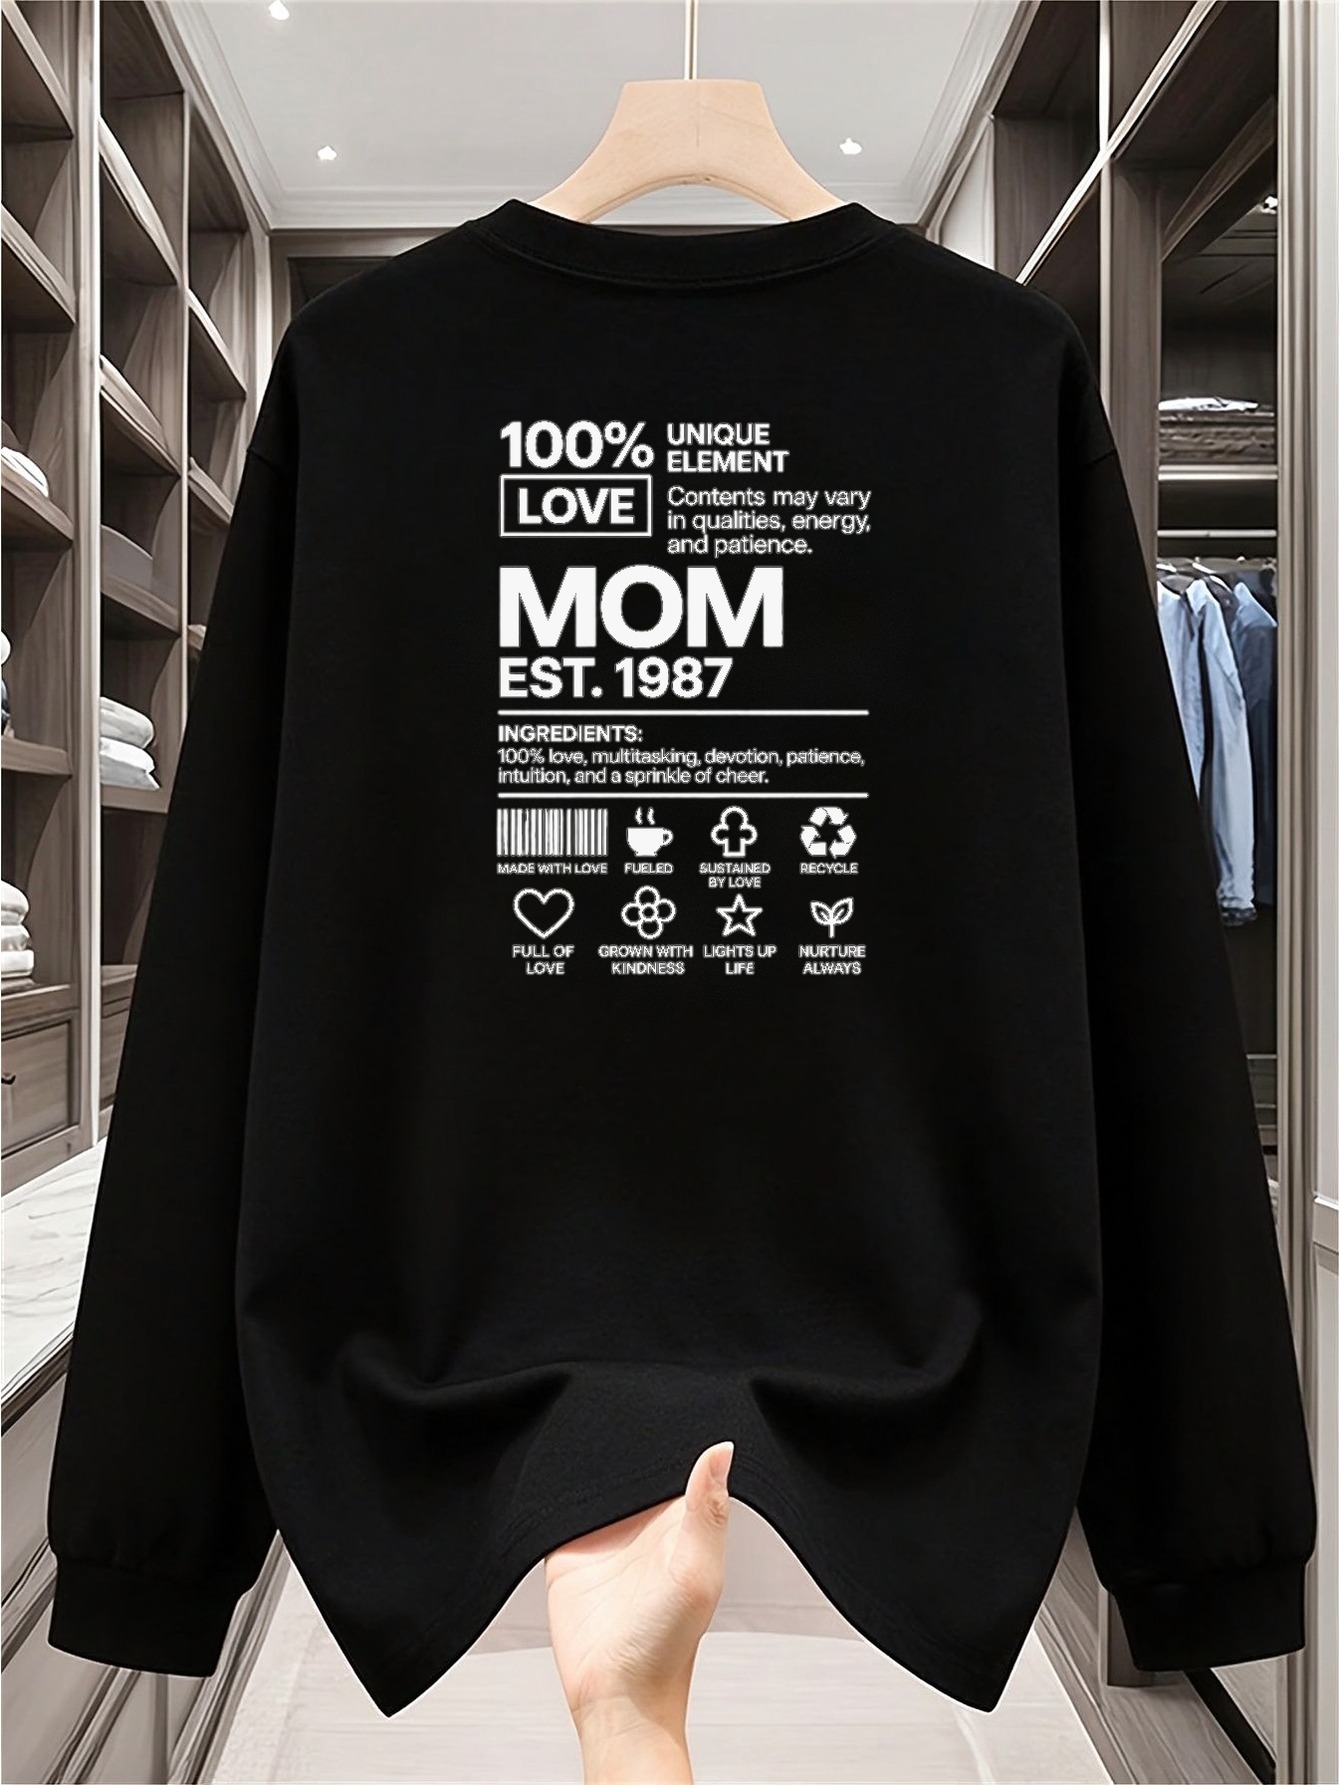 100%
LOVE
UNIQUE
ELEMENT
Contents may vary
in qualities, energy,
and patience.
MOM
EST. 1987
INGREDIENTS:
100% love, multitasking, devotion, patience,
intuition, and a sprinkle of cheer.
MADE WITH LOVE
FUELED
SUSTAINED
BY LOVE
RECYCLE
FULL OF
LOVE
GROWN WITH
KINDNESS
LIGHTS UP
LIFE
NURTURE
ALWAYS